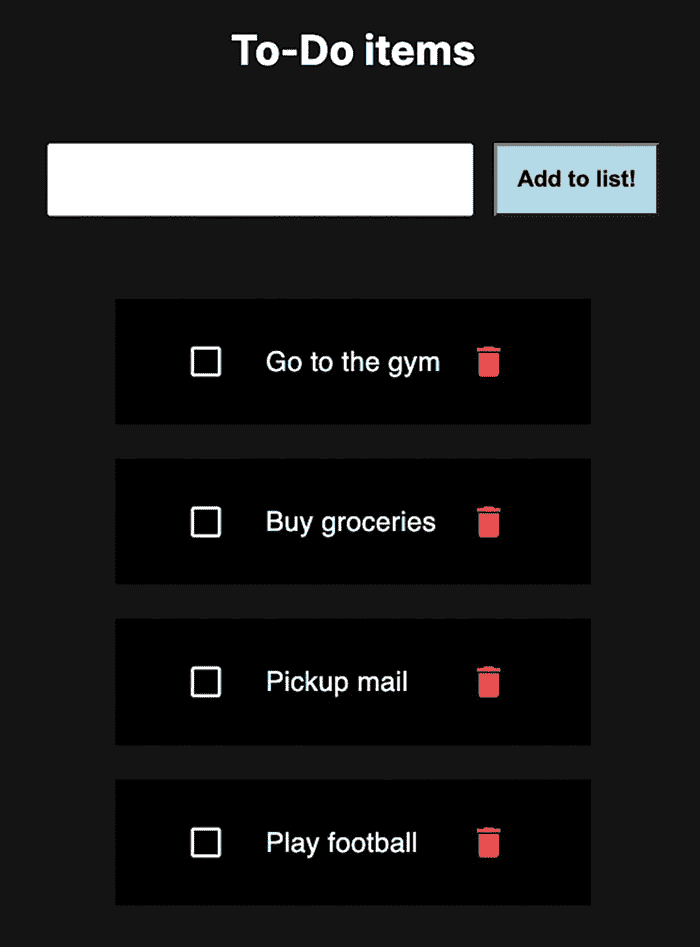 To-Do items
Add to list!
Go to the gym
Buy groceries
Pickup mail
Play football